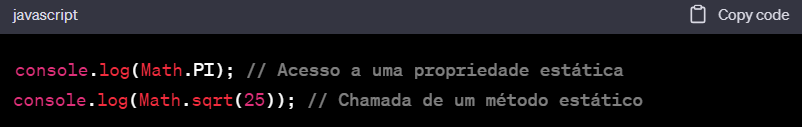 javascript
Copy code
console.log(Math.PI); // Acesso a uma propriedade estática
console.log(Math.sqrt(25)); // Chamada de um método estático